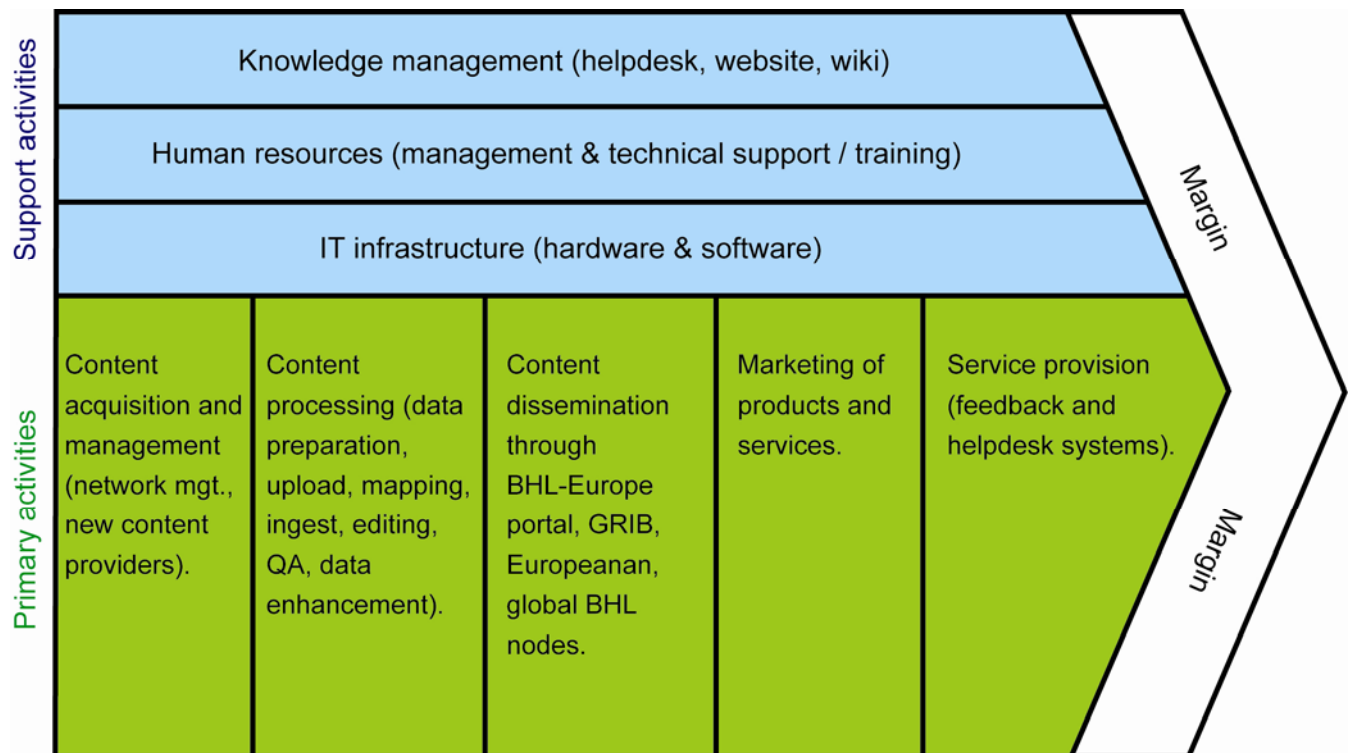 Support activities
Knowledge management (helpdesk, website, wiki)
Human resources (management & technical support / training)
IT infrastructure (hardware & software)
Margin
Primary activities
Content
acquisition and
management
(network mgt.,
new content
providers).
Content
processing (data
preparation,
upload, mapping,
ingest, editing,
QA, data
enhancement).
Content
dissemination
through
BHL-Europe
portal, GRIB,
Europeanan,
global BHL
nodes.
Marketing of
products and
services.
Service provision
(feedback and
helpdesk systems).
Margin